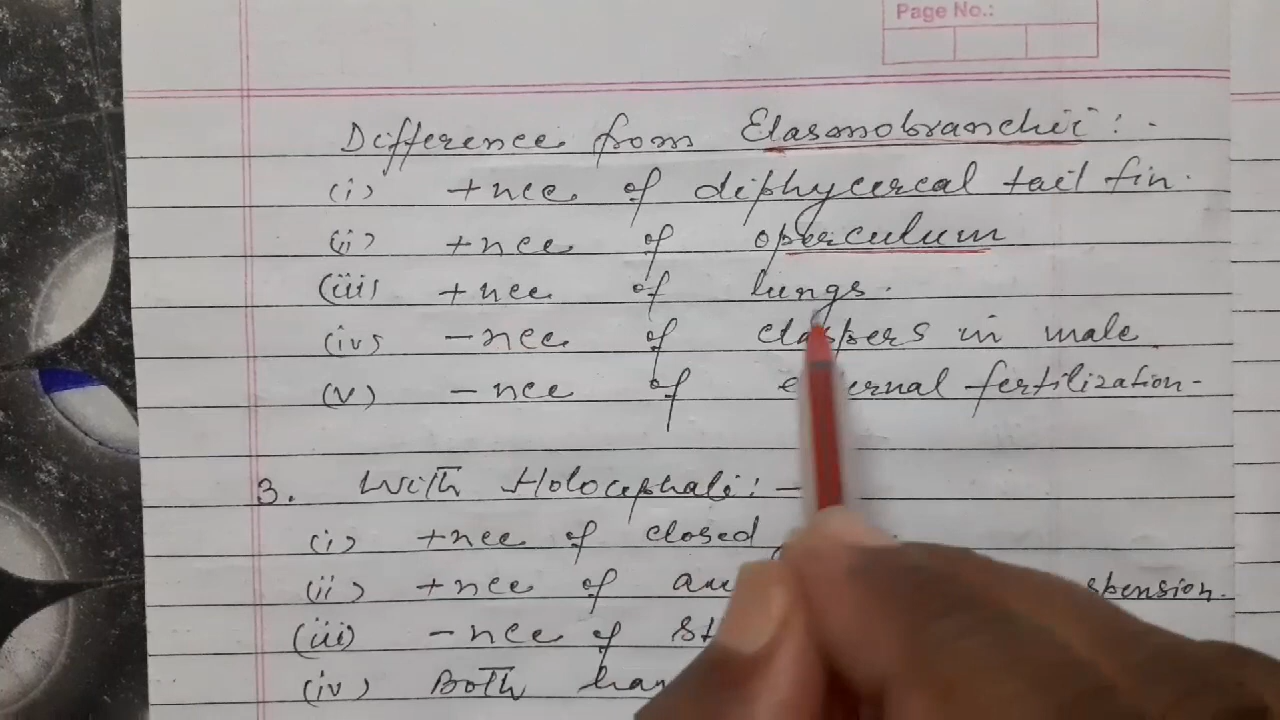 Page No.:
Difference from Elasmobranchii:-
(i) +nce of diphycercal tail fin.
(ii) +nce of operculum
(iii) +nce of lungs.
(iv) -nce of claspers in male
(v) -nce of fertilization-
3. With Holocephali:-
(i) +nce of closed
(ii) +nce of
(iii) -nce of
(iv) Both